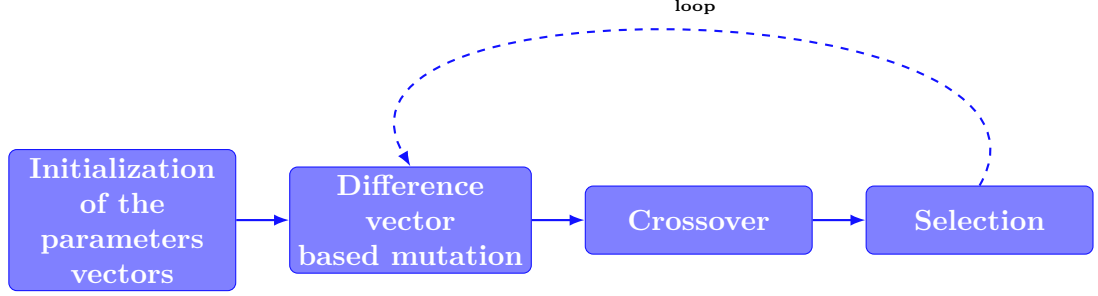 loop
Initialization
of the
parameters
vectors
Difference
vector
based mutation
Crossover
Selection